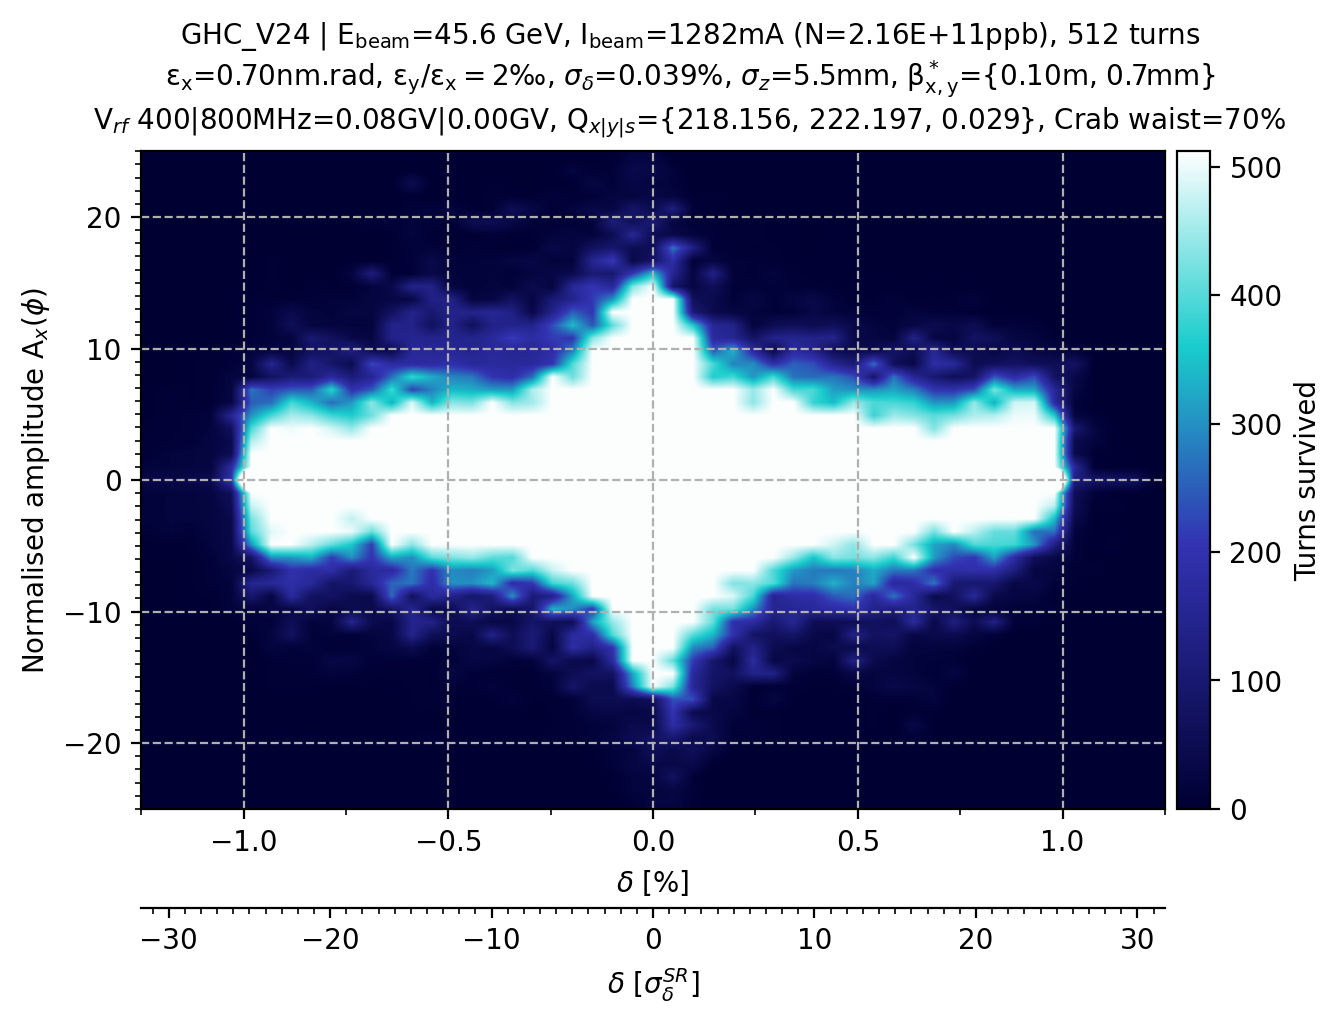 GHC_V24 | E_beam=45.6 GeV, I_beam=1282mA (N=2.16E+11ppb), 512 turns
ε_x=0.70nm.rad, ε_y/ε_x = 2‰, σ_δ=0.039%, σ_z=5.5mm, β*_x,y={0.10m, 0.7mm}
V_rf 400|800MHz=0.08GV|0.00GV, Q_x|y|s={218.156, 222.197, 0.029}, Crab waist=70%
Normalised amplitude A_x(ϕ)
20
10
0
−10
−20
−1.0 −0.5 0.0 0.5 1.0
δ [%]
−30 −20 −10 0 10 20 30
δ [σ_δ^SR]
500
400
300
200
100
0
Turns survived